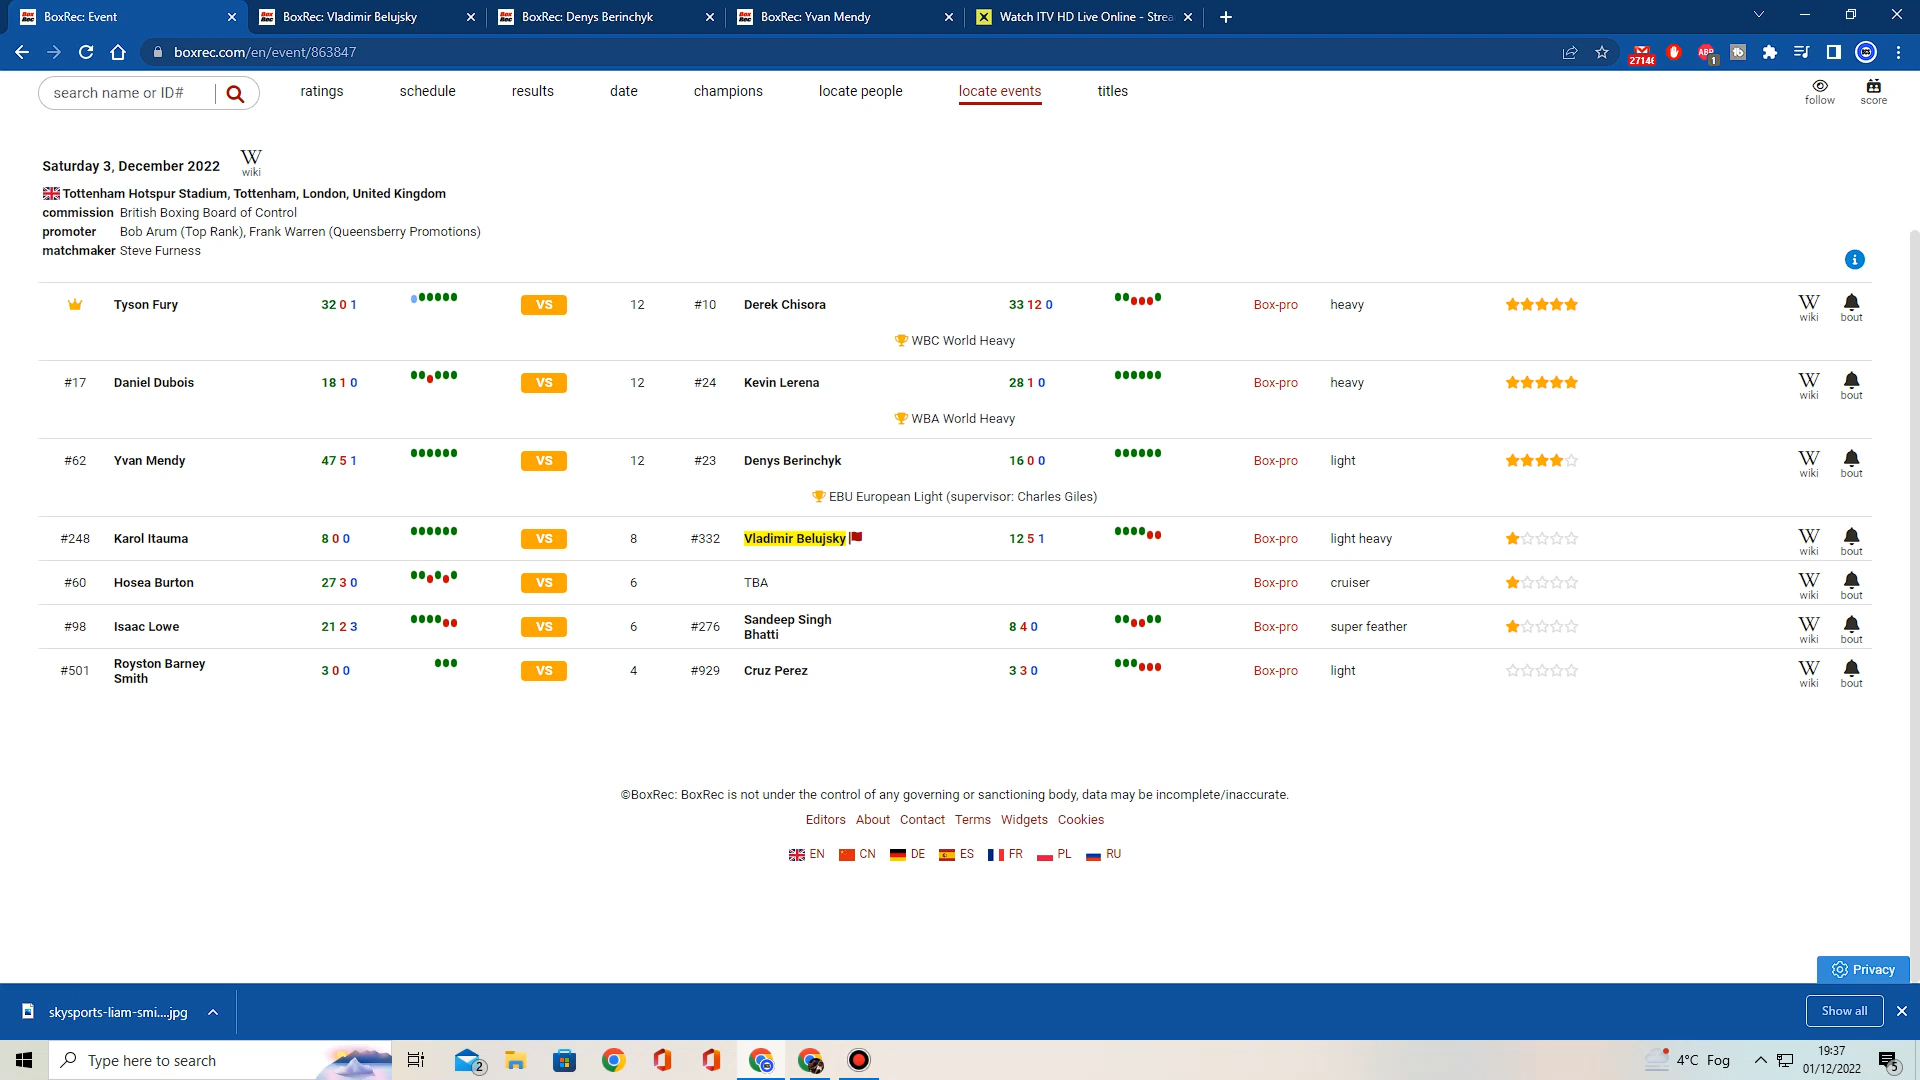 BoxRec: Event
BoxRec: Vladimir Belujsky
BoxRec: Denys Berinchyk
BoxRec: Yvan Mendy
Watch ITV HD Live Online - Strea
boxrec.com/en/event/863847
search name or ID#
ratings
schedule
results
date
champions
locate people
locate events
titles
follow
score
Saturday 3, December 2022
wiki
Tottenham Hotspur Stadium, Tottenham, London, United Kingdom
commission British Boxing Board of Control
promoter Bob Arum (Top Rank), Frank Warren (Queensberry Promotions)
matchmaker Steve Furness
Tyson Fury 32 0 1 VS 12 #10 Derek Chisora 33 12 0 Box-pro heavy wiki bout
WBC World Heavy
#17 Daniel Dubois 18 1 0 VS 12 #24 Kevin Lerena 28 1 0 Box-pro heavy wiki bout
WBA World Heavy
#62 Yvan Mendy 47 5 1 VS 12 #23 Denys Berinchyk 16 0 0 Box-pro light wiki bout
EBU European Light (supervisor: Charles Giles)
#248 Karol Itauma 8 0 0 VS 8 #332 Vladimir Belujsky 12 5 1 Box-pro light heavy wiki bout
#60 Hosea Burton 27 3 0 VS 6 TBA Box-pro cruiser wiki bout
#98 Isaac Lowe 21 2 3 VS 6 #276 Sandeep Singh Bhatti 8 4 0 Box-pro super feather wiki bout
#501 Royston Barney Smith 3 0 0 VS 4 #929 Cruz Perez 3 3 0 Box-pro light wiki bout
©BoxRec: BoxRec is not under the control of any governing or sanctioning body, data may be incomplete/inaccurate.
Editors About Contact Terms Widgets Cookies
EN CN DE ES FR PL RU
Privacy
skysports-liam-smi....jpg
Show all
Type here to search
2
4°C Fog
19:37
01/12/2022
5